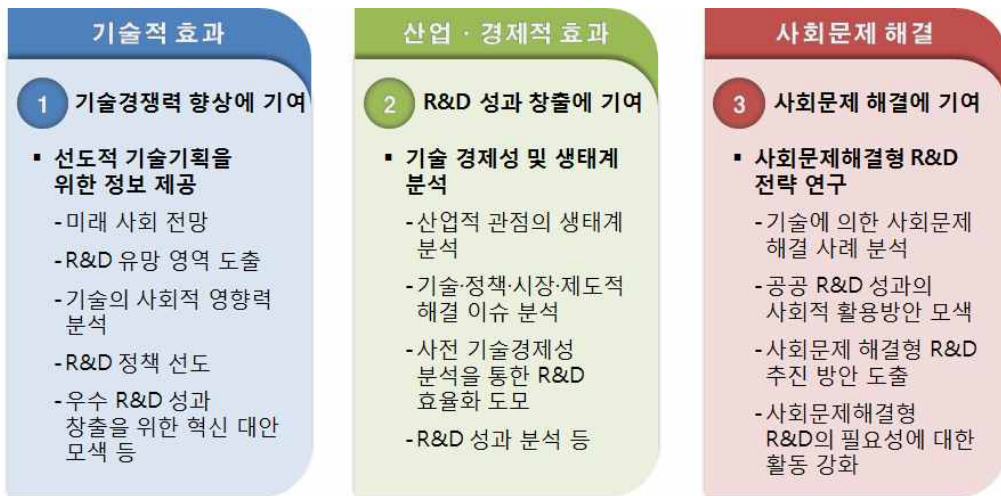 기술적 효과
1 기술경쟁력 향상에 기여
▪ 선도적 기술기획을
위한 정보 제공
-미래 사회 전망
-R&D 유망 영역 도출
-기술의 사회적 영향력
분석
-R&D 정책 선도
-우수 R&D 성과
창출을 위한 혁신 대안
모색 등
산업 · 경제적 효과
2 R&D 성과 창출에 기여
▪ 기술 경제성 및 생태계
분석
-산업적 관점의 생태계
분석
-기술·정책·시장·제도적
해결 이슈 분석
-사전 기술경제성
분석을 통한 R&D
효율화 도모
-R&D 성과 분석 등
사회문제 해결
3 사회문제 해결에 기여
▪ 사회문제해결형 R&D
전략 연구
-기술에 의한 사회문제
해결 사례 분석
-공공 R&D 성과의
사회적 활용방안 모색
-사회문제 해결형 R&D
추진 방안 도출
-사회문제해결형
R&D의 필요성에 대한
활동 강화